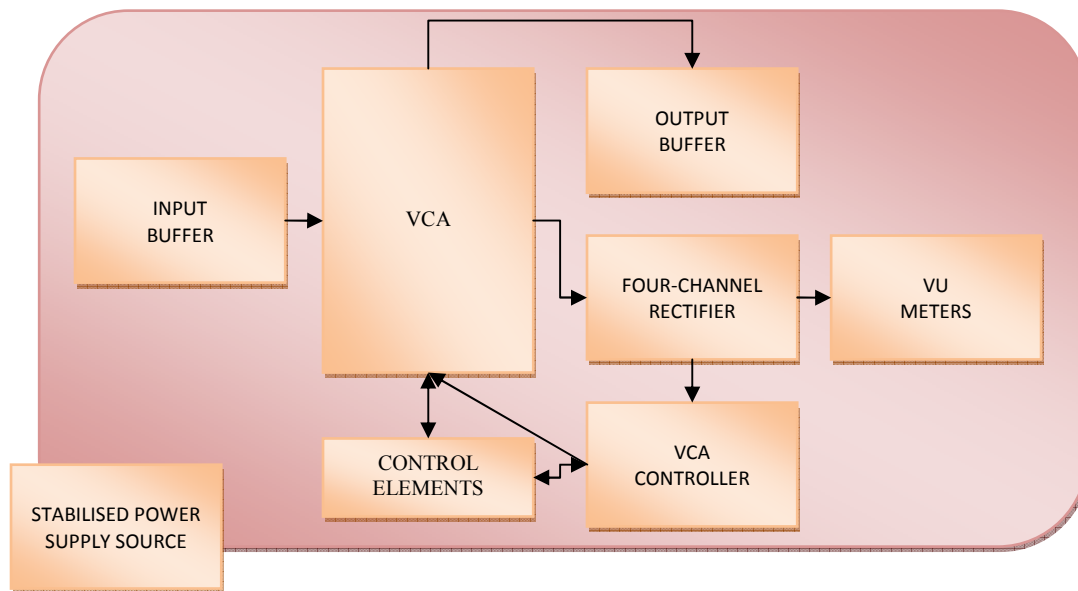 INPUT
BUFFER
VCA
OUTPUT
BUFFER
FOUR-CHANNEL
RECTIFIER
VU
METERS
CONTROL
ELEMENTS
VCA
CONTROLLER
STABILISED POWER
SUPPLY SOURCE